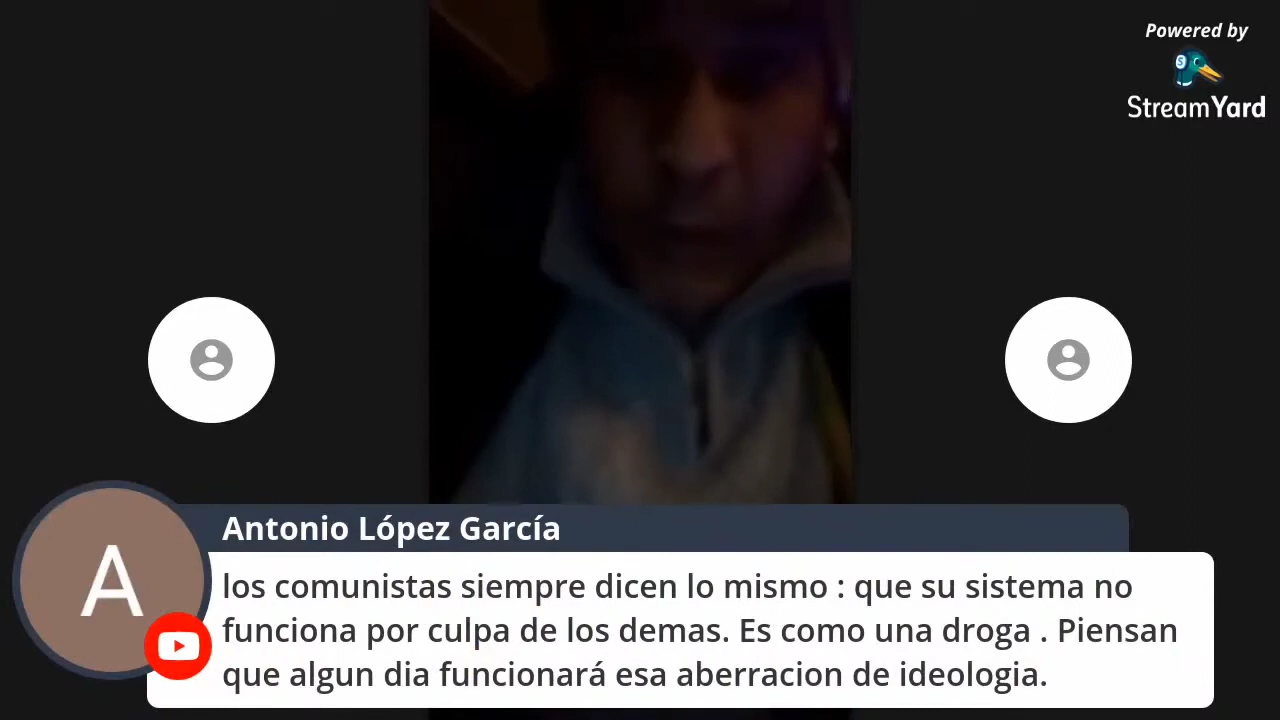 Powered by
StreamYard
Antonio López García
los comunistas siempre dicen lo mismo : que su sistema no
funciona por culpa de los demas. Es como una droga . Piensan
que algun dia funcionará esa aberracion de ideologia.